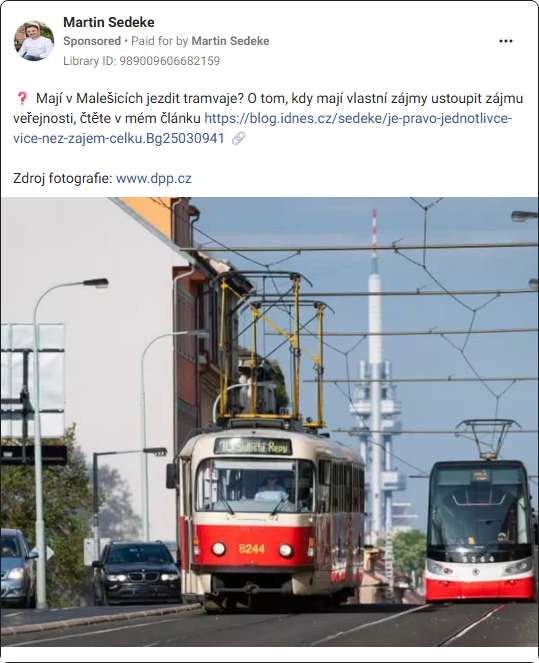 Martin Sedeke
Sponsored • Paid for by Martin Sedeke
Library ID: 989009606682159
❓ Mají v Malešicích jezdit tramvaje? O tom, kdy mají vlastní zájmy ustoupit zájmu
veřejnosti, čtěte v mém článku https://blog.idnes.cz/sedeke/je-pravo-jednotlivce-
vice-nez-zajem-celku.Bg25030941 🔗
Zdroj fotografie: www.dpp.cz
Sídliště Řepy
8244